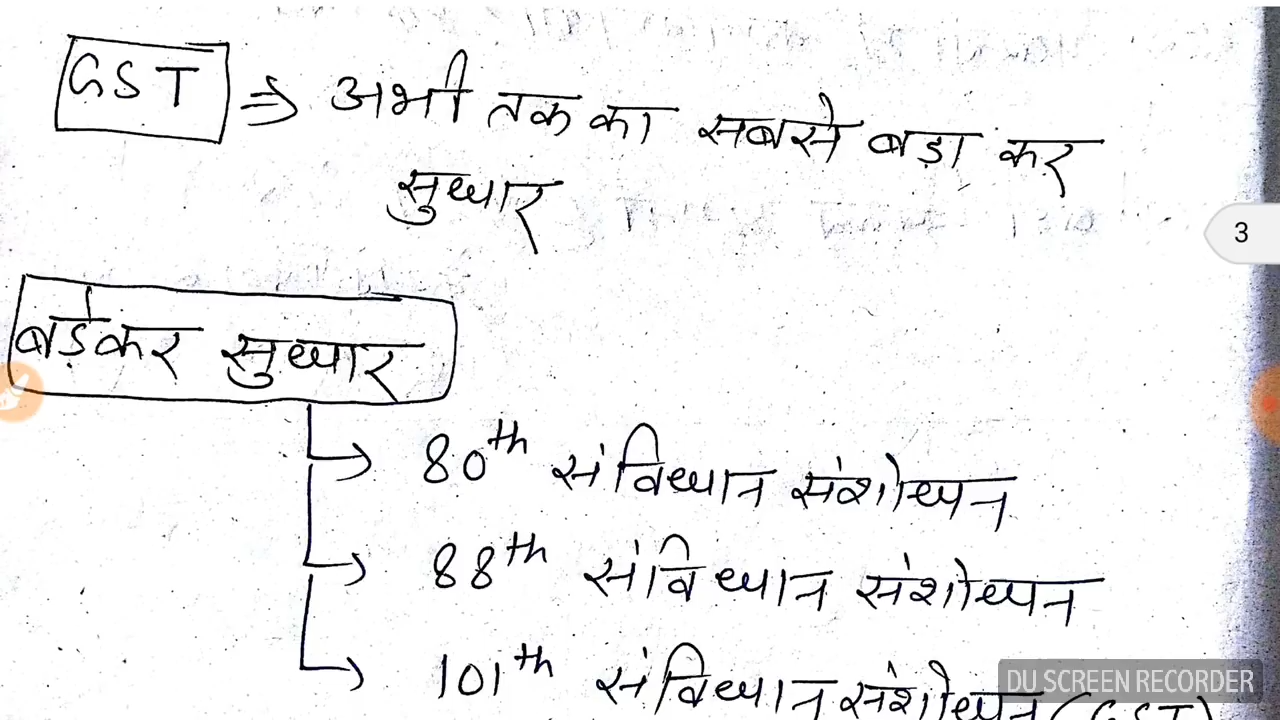 GST ⇒ अभी तक का सबसे बड़ा कर
सुधार
3
बड़े कर सुधार
→ 80th संविधान संशोधन
→ 88th संविधान संशोधन
→ 101th संविधान संशोधन (GST)
DU SCREEN RECORDER